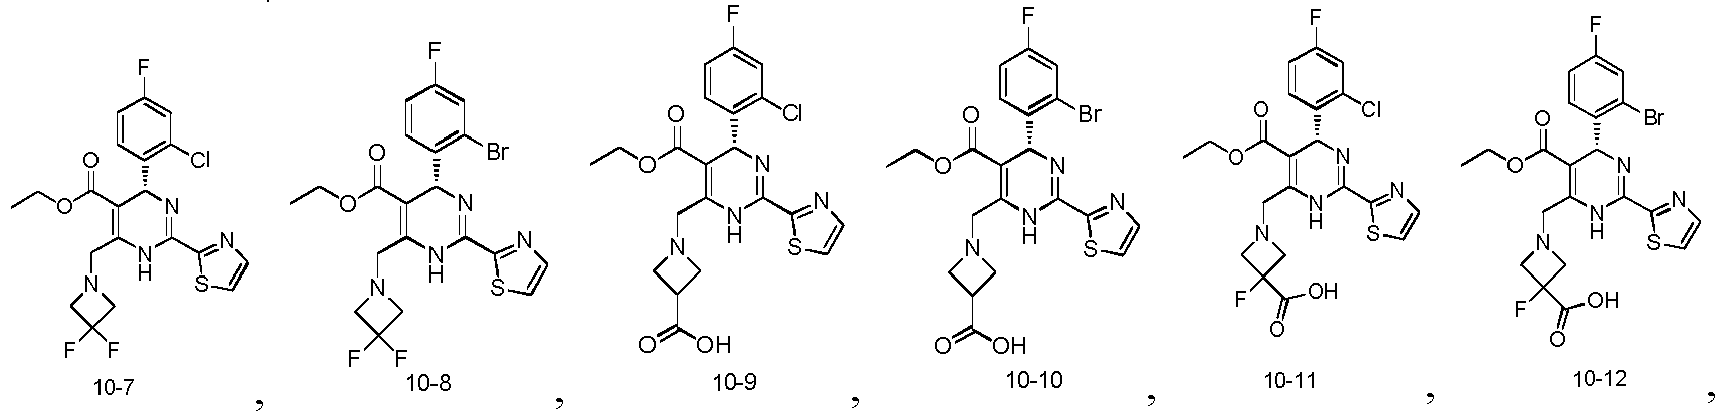 F F F F F F
Cl Br Cl Br Cl Br
O O O O O O
O O O O O O
N N N N N N
N N N N N N
N N N N N N
H H H H H H
S S S S S S
N N N N N N
F F F F O OH O OH F OH O F OH O
10-7 , 10-8 , 10-9 , 10-10 , 10-11 , 10-12 ,